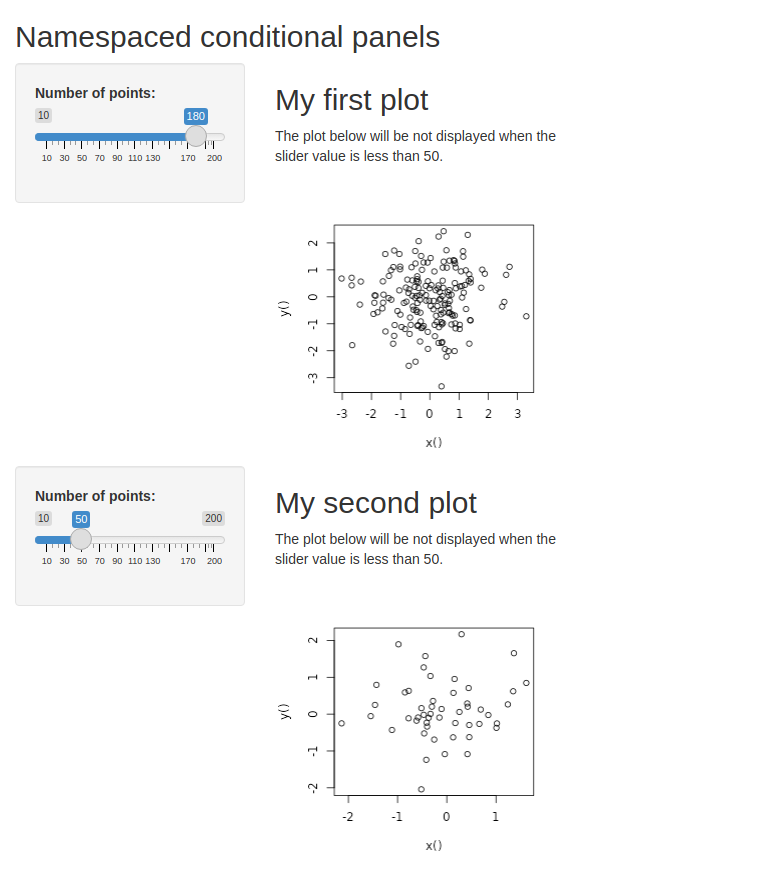 Namespaced conditional panels
Number of points:
10 180
10 30 50 70 90 110 130 170 200
My first plot
The plot below will be not displayed when the
slider value is less than 50.
2
1
0
-1
-2
-3
y()
-3 -2 -1 0 1 2 3
x()
Number of points:
10 50 200
10 30 50 70 90 110 130 170 200
My second plot
The plot below will be not displayed when the
slider value is less than 50.
2
1
0
-1
-2
y()
-2 -1 0 1
x()